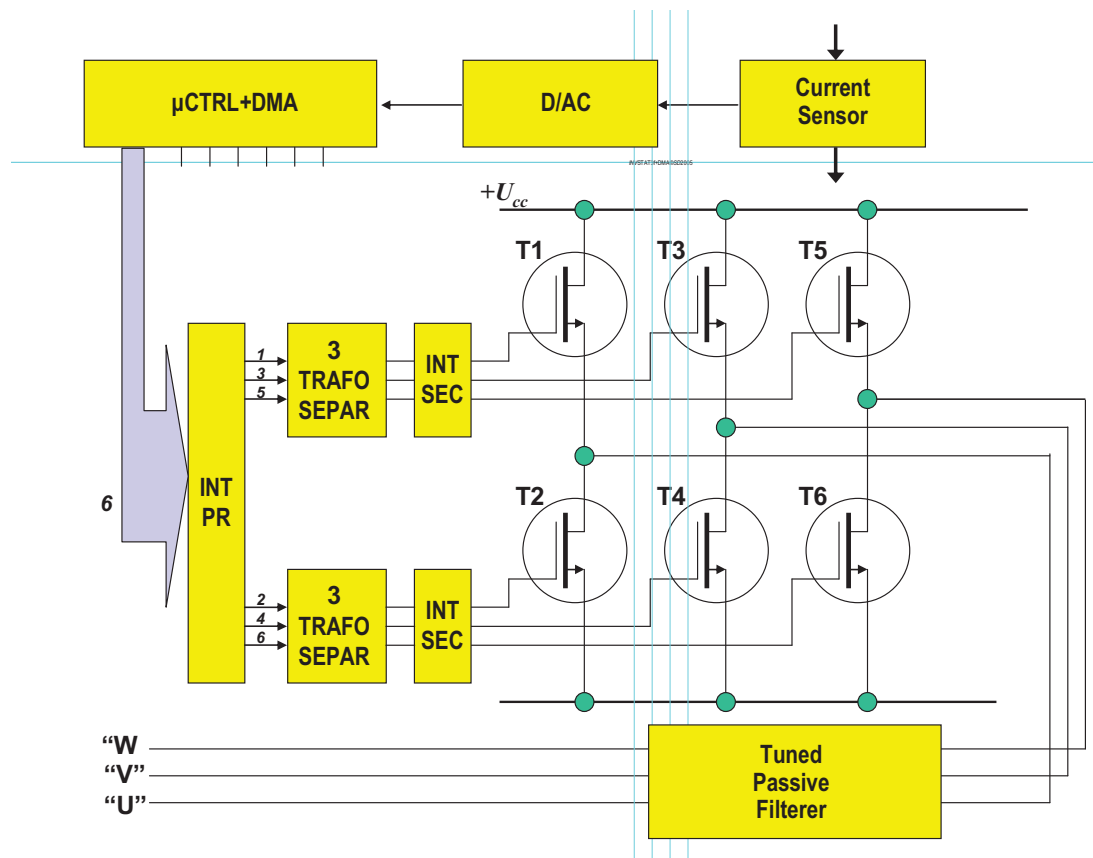 µCTRL+DMA
D/AC
Current
Sensor
+U_cc
T1
T3
T5
1
3
5
3
TRAFO
SEPAR
INT
SEC
6
INT
PR
T2
T4
T6
2
4
6
3
TRAFO
SEPAR
INT
SEC
“W
“V”
“U”
Tuned
Passive
Filterer